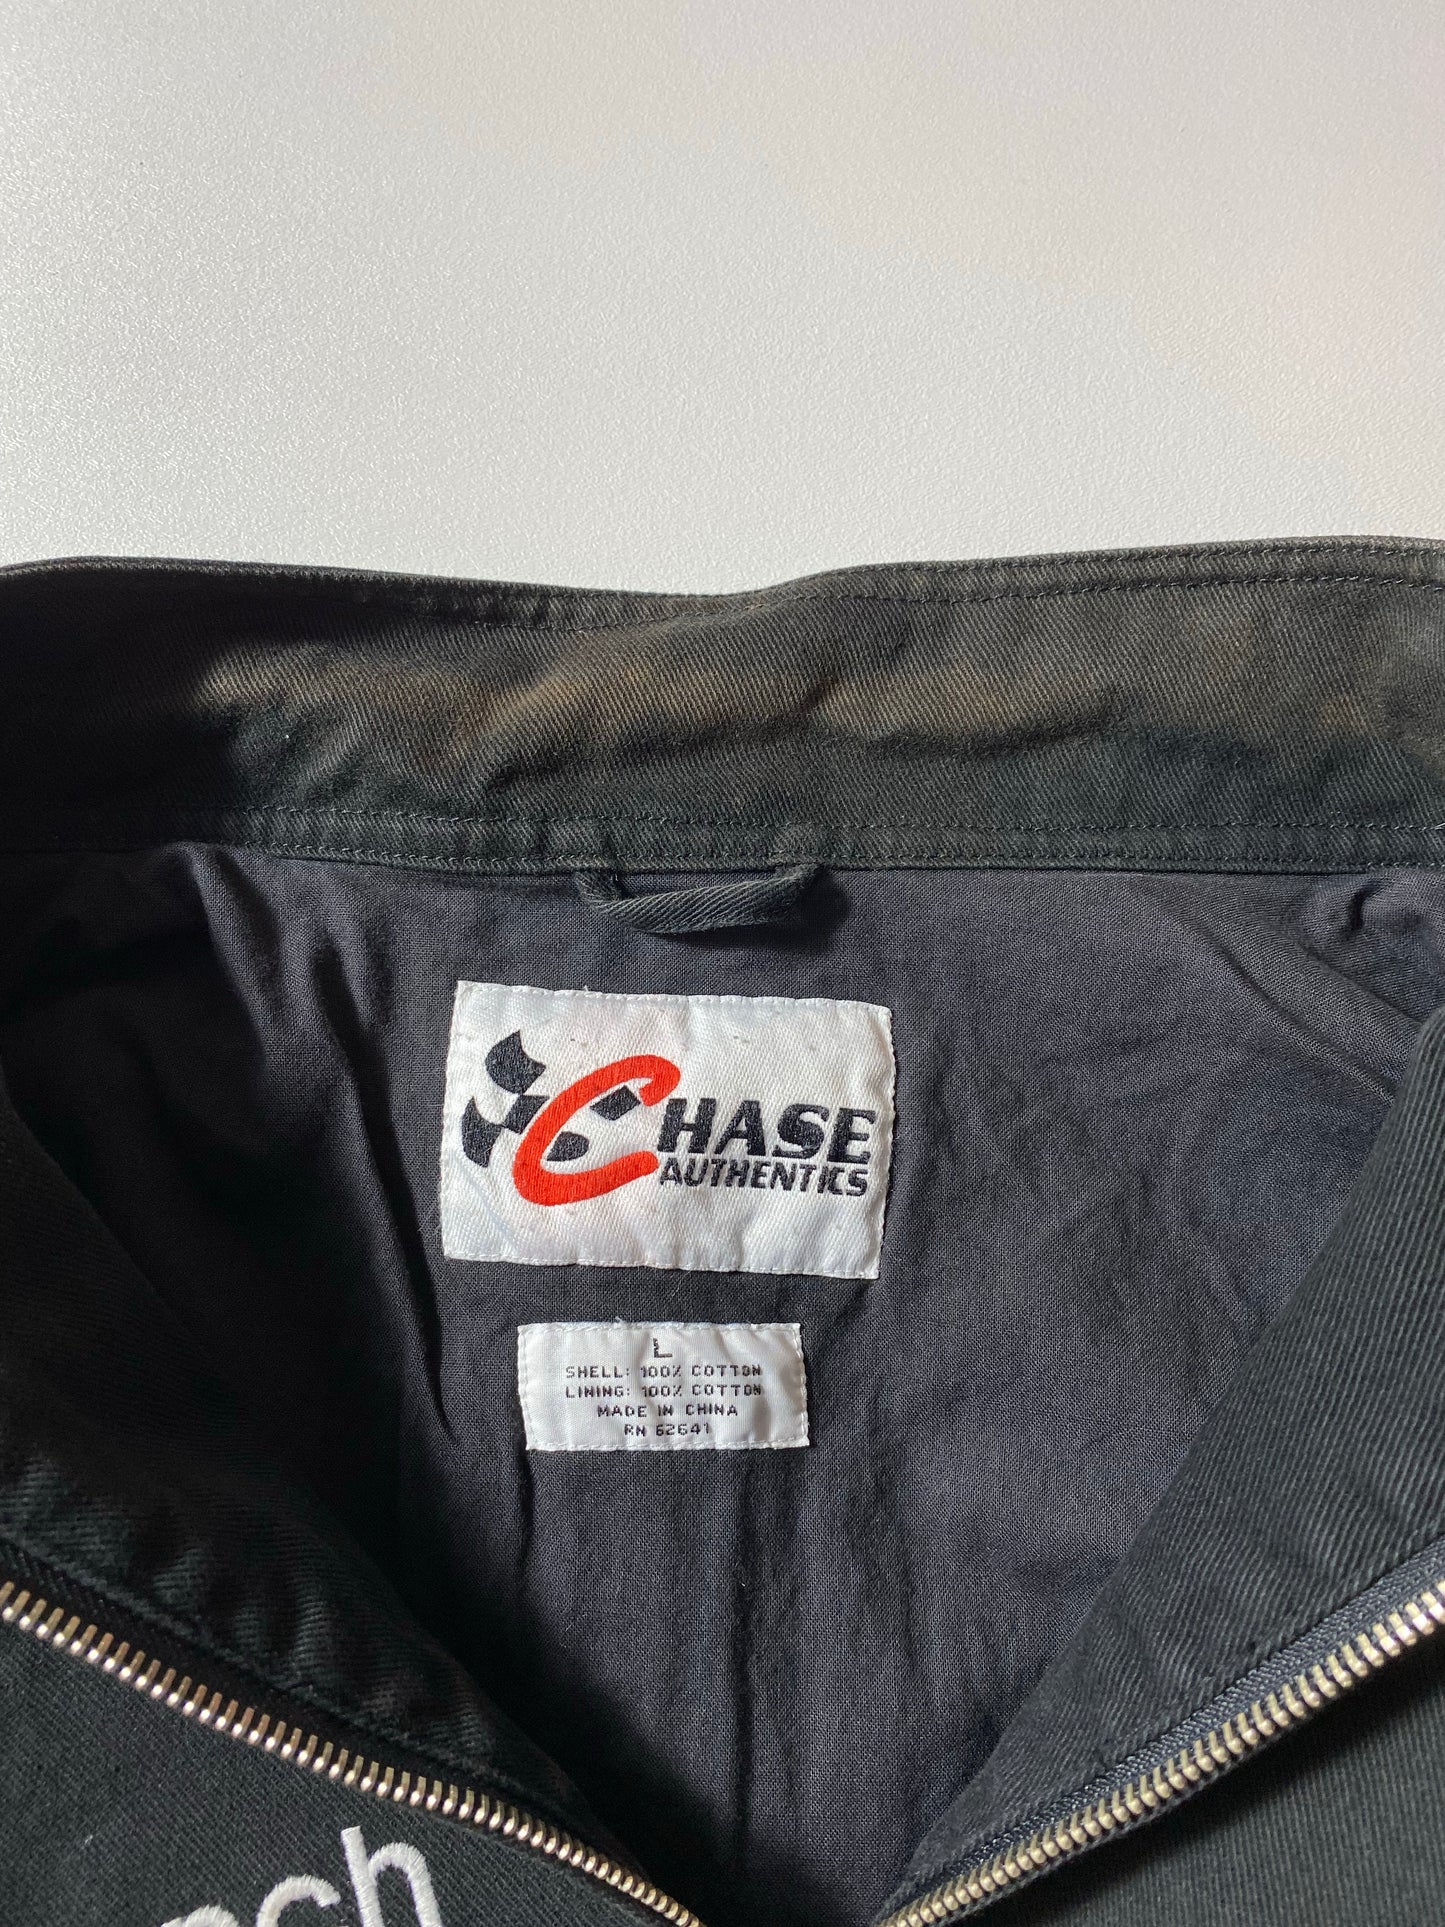 CHASE
AUTHENTICS
L
SHELL: 100% COTTON
LINING: 100% COTTON
MADE IN CHINA
RN 62641